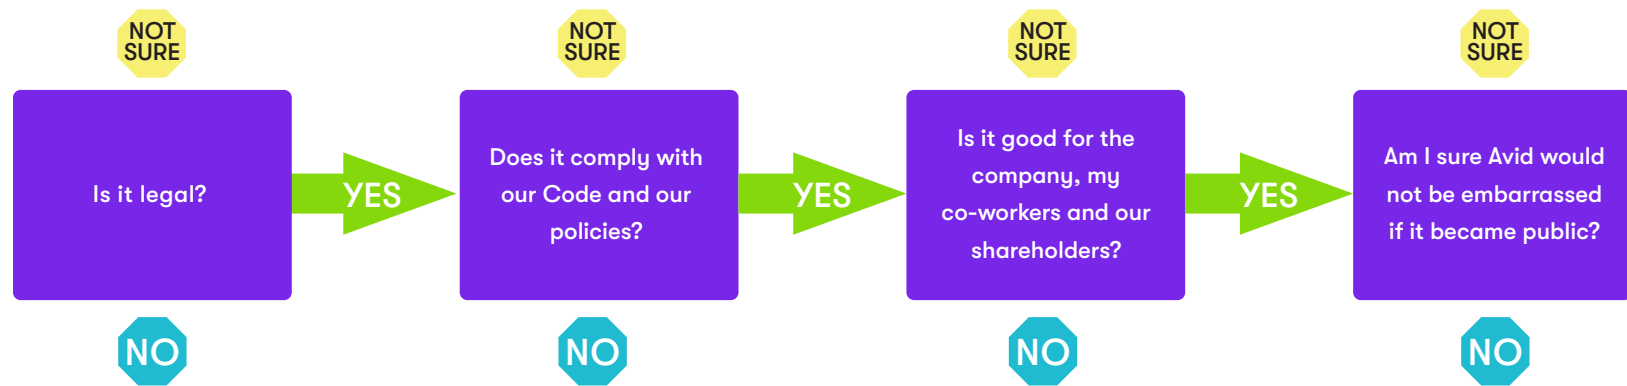 NOT
SURE
NOT
SURE
NOT
SURE
NOT
SURE
Is it legal?
YES
Does it comply with
our Code and our
policies?
YES
Is it good for the
company, my
co-workers and our
shareholders?
YES
Am I sure Avid would
not be embarrassed
if it became public?
NO
NO
NO
NO